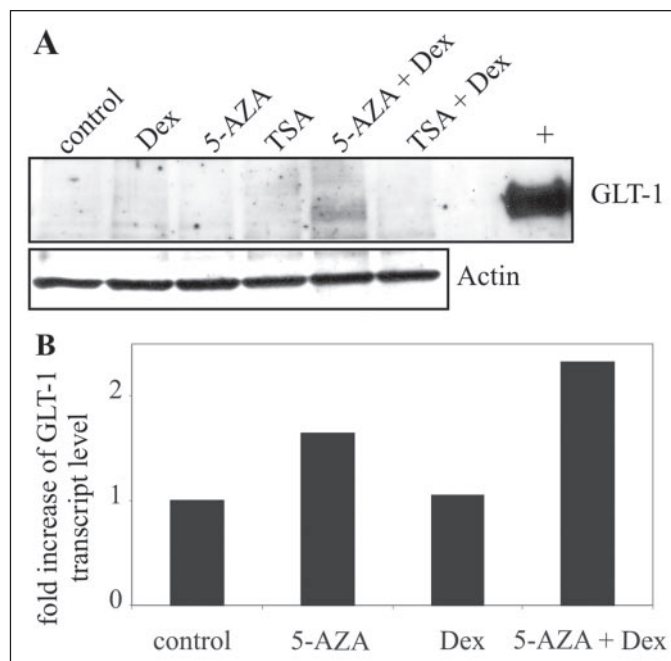 A
control Dex 5-AZA TSA 5-AZA + Dex TSA + Dex +
GLT-1
Actin
B
fold increase of GLT-1
transcript level
2
1
0
control 5-AZA Dex 5-AZA + Dex